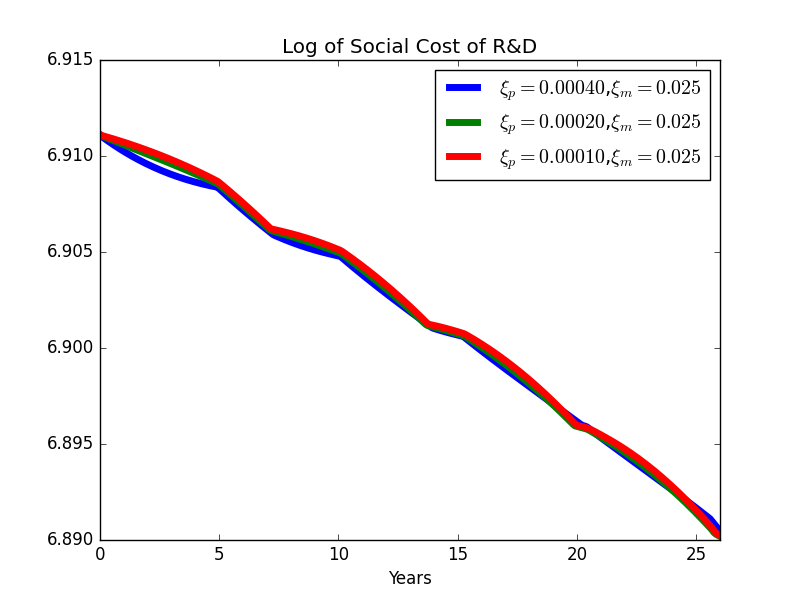 Log of Social Cost of R&D
6.915
6.910
6.905
6.900
6.895
6.890
ξp = 0.00040,ξm = 0.025
ξp = 0.00020,ξm = 0.025
ξp = 0.00010,ξm = 0.025
0 5 10 15 20 25
Years